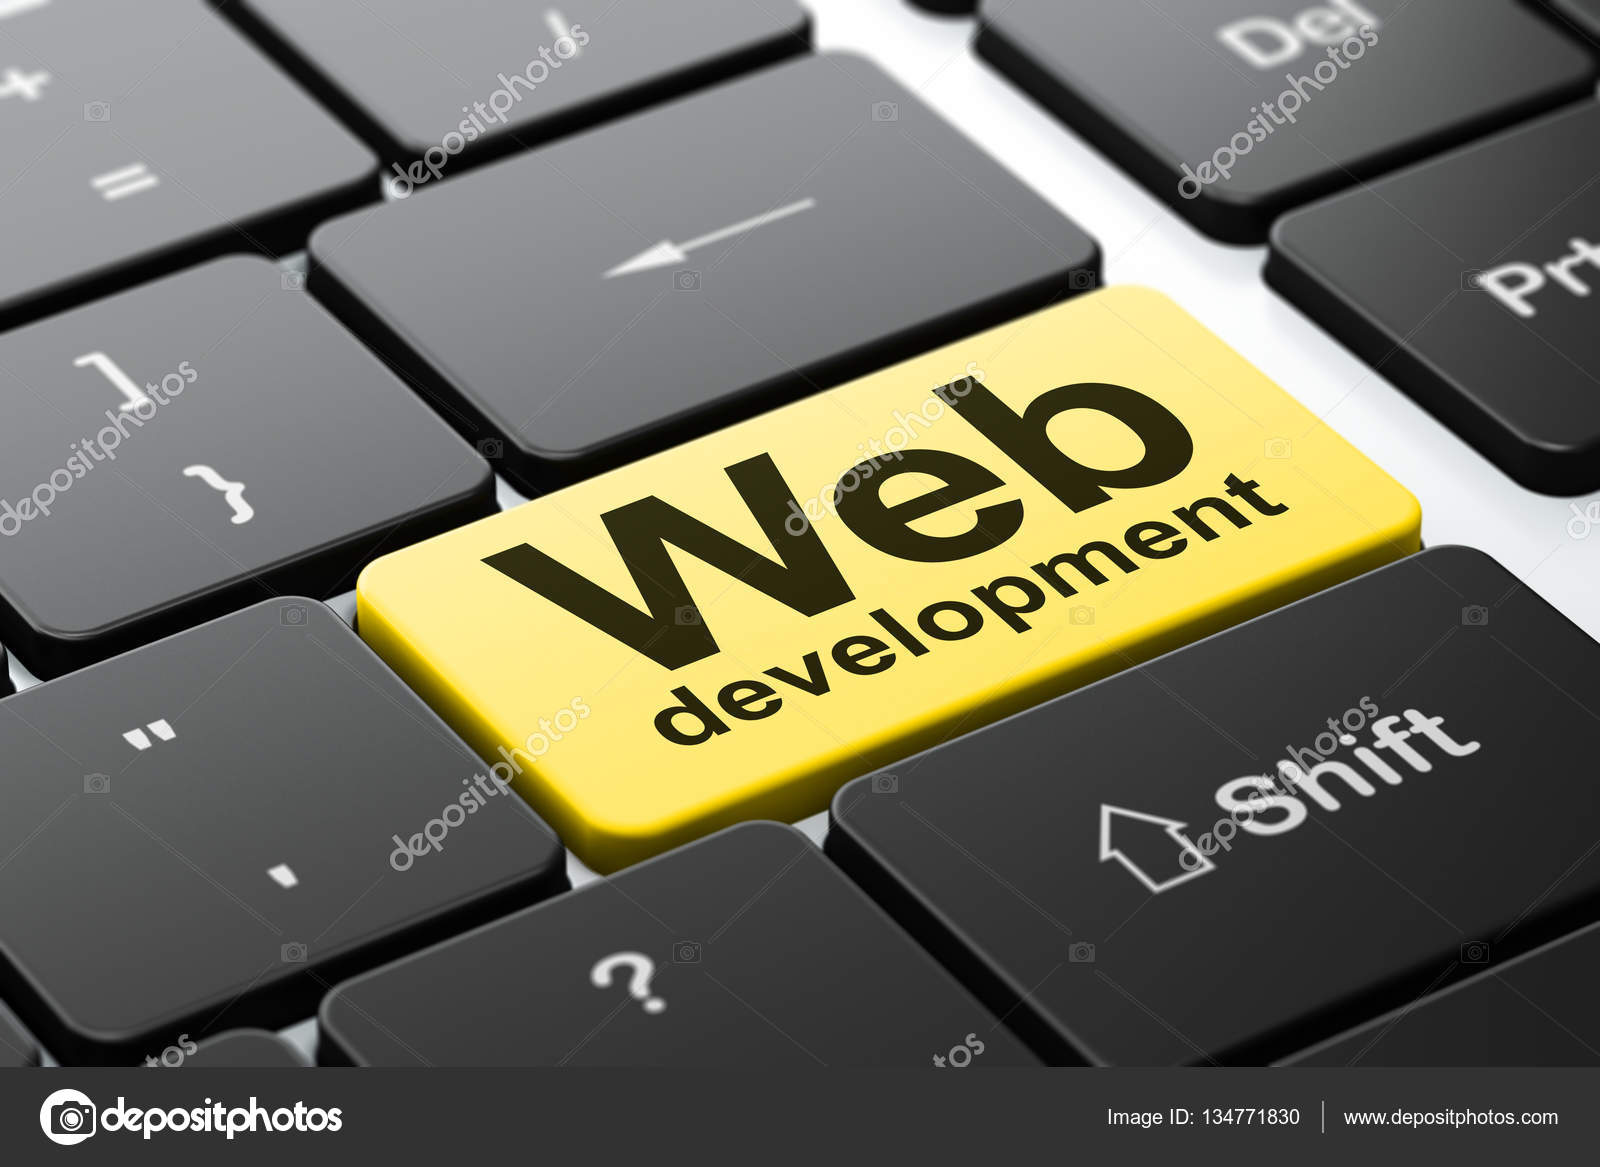 +
=
Del
Prt
]
}
Web
development
"
'
Shift
?
depositphotos
depositphotos
depositphotos
depositphotos
depositphotos
depositphotos
depositphotos
Image ID: 134771830
www.depositphotos.com